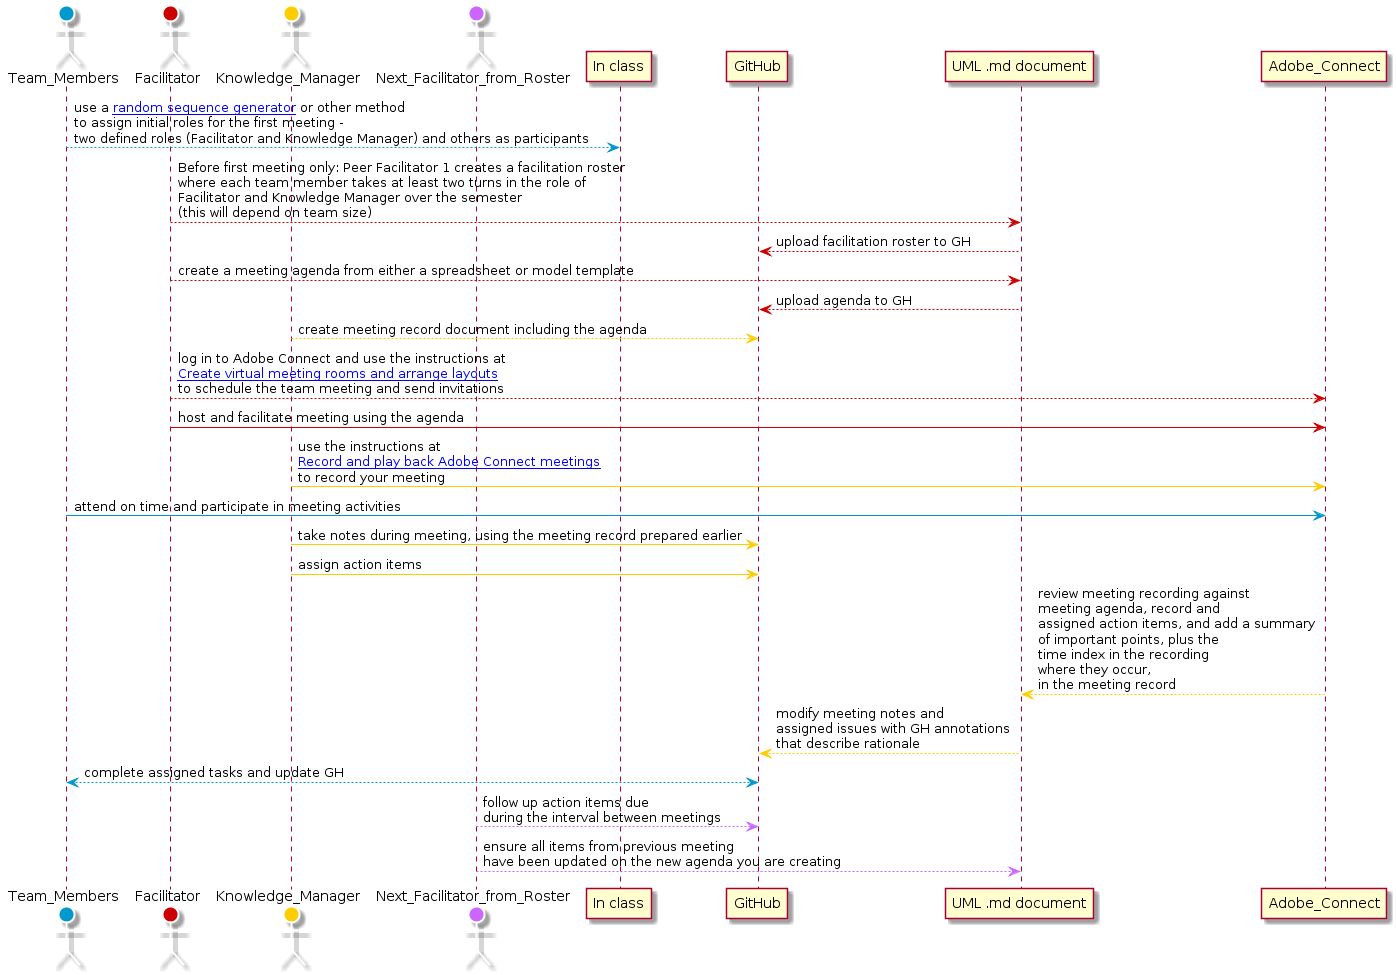 Team_Members
Facilitator
Knowledge_Manager
Next_Facilitator_from_Roster
In class
GitHub
UML .md document
Adobe_Connect
use a random sequence generator or other method
to assign initial roles for the first meeting -
two defined roles (Facilitator and Knowledge Manager) and others as participants
Before first meeting only: Peer Facilitator 1 creates a facilitation roster
where each team member takes at least two turns in the role of
Facilitator and Knowledge Manager over the semester
(this will depend on team size)
upload facilitation roster to GH
create a meeting agenda from either a spreadsheet or model template
upload agenda to GH
create meeting record document including the agenda
log in to Adobe Connect and use the instructions at
Create virtual meeting rooms and arrange layouts
to schedule the team meeting and send invitations
host and facilitate meeting using the agenda
use the instructions at
Record and play back Adobe Connect meetings
to record your meeting
attend on time and participate in meeting activities
take notes during meeting, using the meeting record prepared earlier
assign action items
review meeting recording against
meeting agenda, record and
assigned action items, and add a summary
of important points, plus the
time index in the recording
where they occur,
in the meeting record
modify meeting notes and
assigned issues with GH annotations
that describe rationale
complete assigned tasks and update GH
follow up action items due
during the interval between meetings
ensure all items from previous meeting
have been updated on the new agenda you are creating
Team_Members
Facilitator
Knowledge_Manager
Next_Facilitator_from_Roster
In class
GitHub
UML .md document
Adobe_Connect